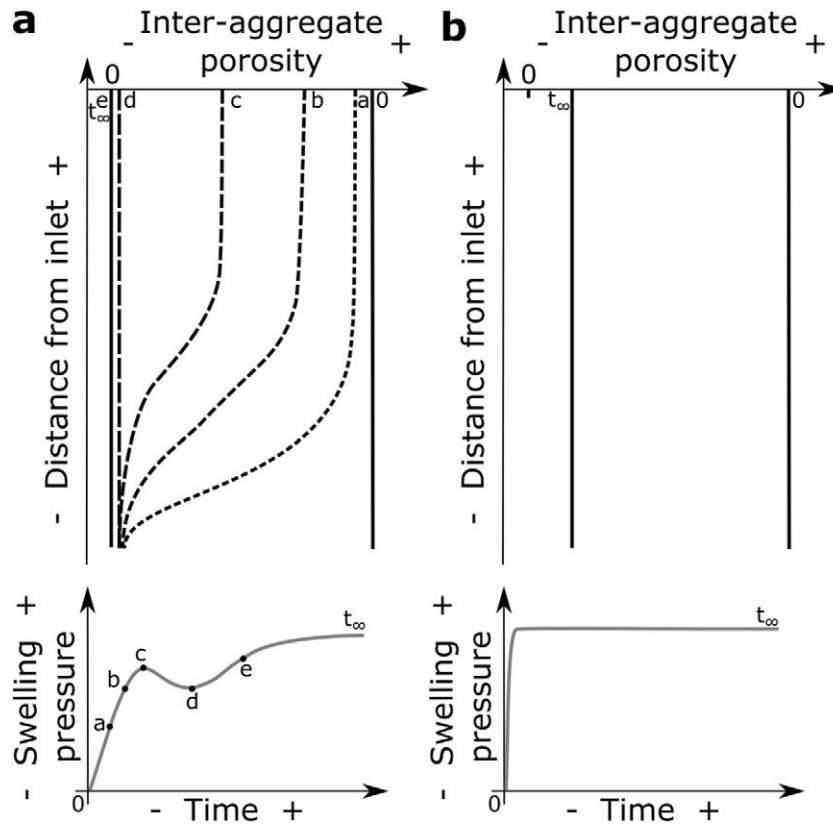 a
Inter-aggregate
porosity
- +
0
e d c b a 0
t∞
- Distance from inlet +
b
Inter-aggregate
porosity
- +
0
t∞ 0
- Distance from inlet +
- Swelling +
pressure
a b c d e t∞
0
- Time +
- Swelling +
pressure
t∞
0
- Time +